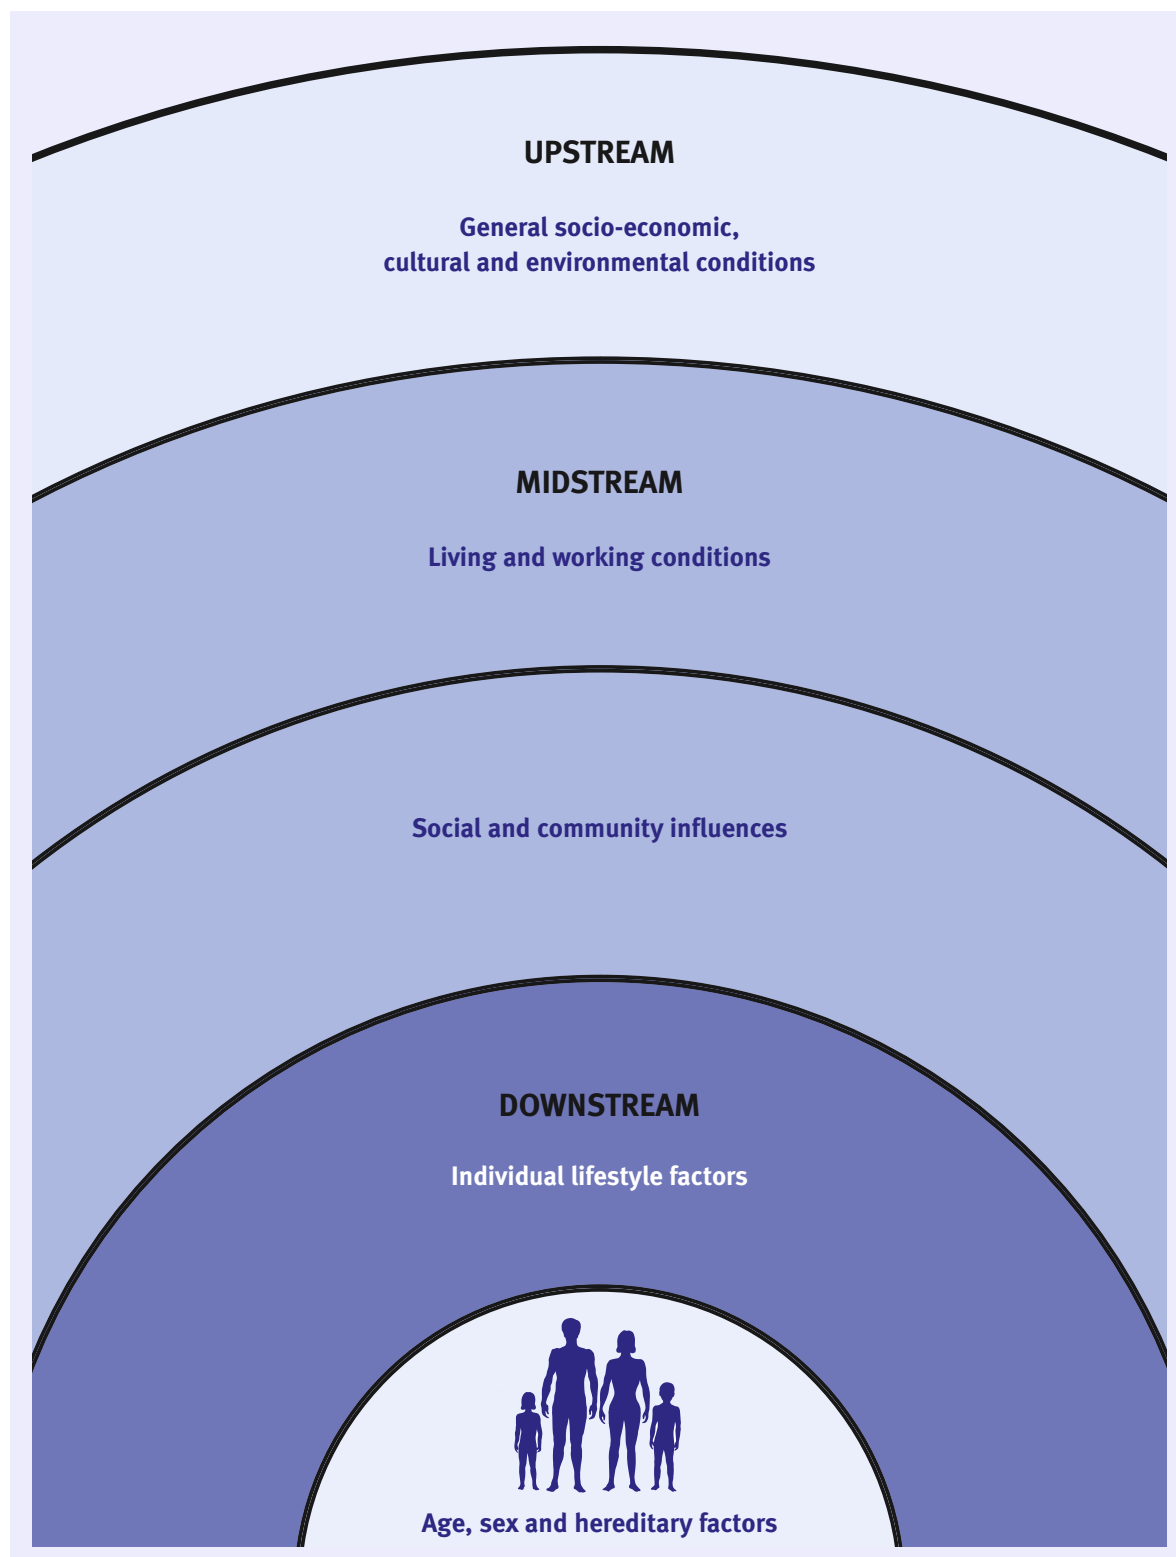 UPSTREAM
General socio-economic,
cultural and environmental conditions
MIDSTREAM
Living and working conditions
Social and community influences
DOWNSTREAM
Individual lifestyle factors
Age, sex and hereditary factors